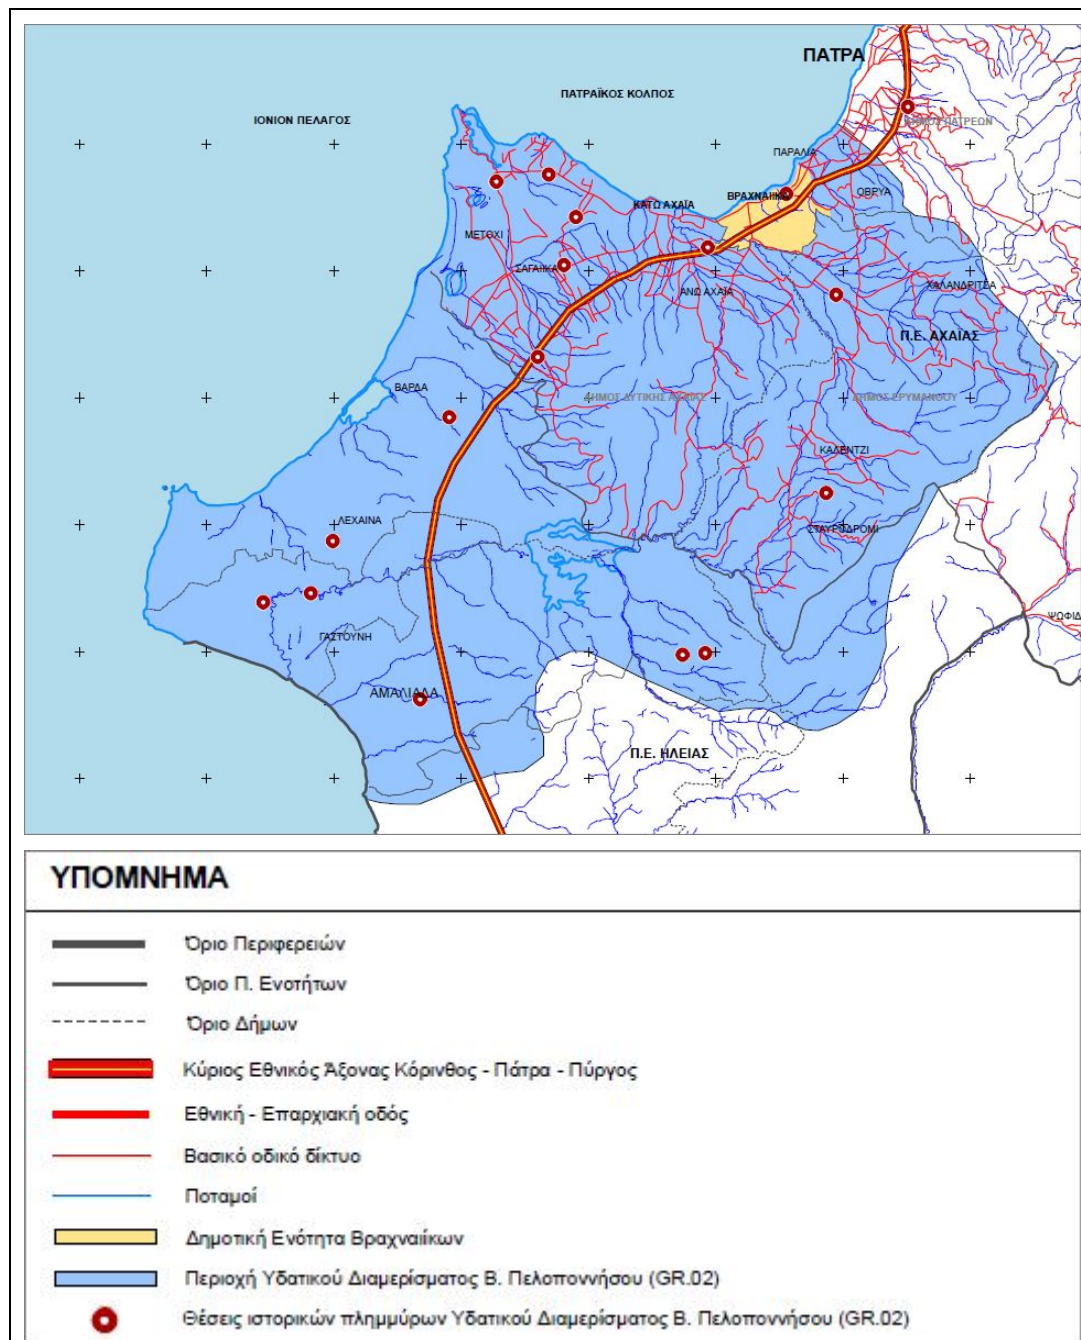 ΠΑΤΡΑ
ΠΑΤΡΑΪΚΟΣ ΚΟΛΠΟΣ
ΙΟΝΙΟΝ ΠΕΛΑΓΟΣ
ΔΗΜΟΣ ΠΑΤΡΕΩΝ
ΠΑΡΑΛΙΑ
ΟΒΡΥΑ
ΒΡΑΧΝΑΙΙΚΑ
ΚΑΤΩ ΑΧΑΪΑ
ΜΕΤΟΧΙ
ΣΑΓΑΙΙΚΑ
ΑΝΩ ΑΧΑΪΑ
ΧΑΛΑΝΔΡΙΤΣΑ
Π.Ε. ΑΧΑΪΑΣ
ΒΑΡΔΑ
ΔΗΜΟΣ ΔΥΤΙΚΗΣ ΑΧΑΪΑΣ
ΔΗΜΟΣ ΕΡΥΜΑΝΘΟΥ
ΚΑΛΕΝΤΖΙ
ΛΕΧΑΙΝΑ
ΣΤΑΥΡΟΔΡΟΜΙ
ΨΩΦΙΔ
ΓΑΣΤΟΥΝΗ
ΑΜΑΛΙΑΔΑ
Π.Ε. ΗΛΕΙΑΣ
ΥΠΟΜΝΗΜΑ
Όριο Περιφερειών
Όριο Π. Ενοτήτων
Όριο Δήμων
Κύριος Εθνικός Άξονας Κόρινθος - Πάτρα - Πύργος
Εθνική - Επαρχιακή οδός
Βασικό οδικό δίκτυο
Ποταμοί
Δημοτική Ενότητα Βραχναιίκων
Περιοχή Υδατικού Διαμερίσματος Β. Πελοποννήσου (GR.02)
Θέσεις ιστορικών πλημμύρων Υδατικού Διαμερίσματος Β. Πελοποννήσου (GR.02)